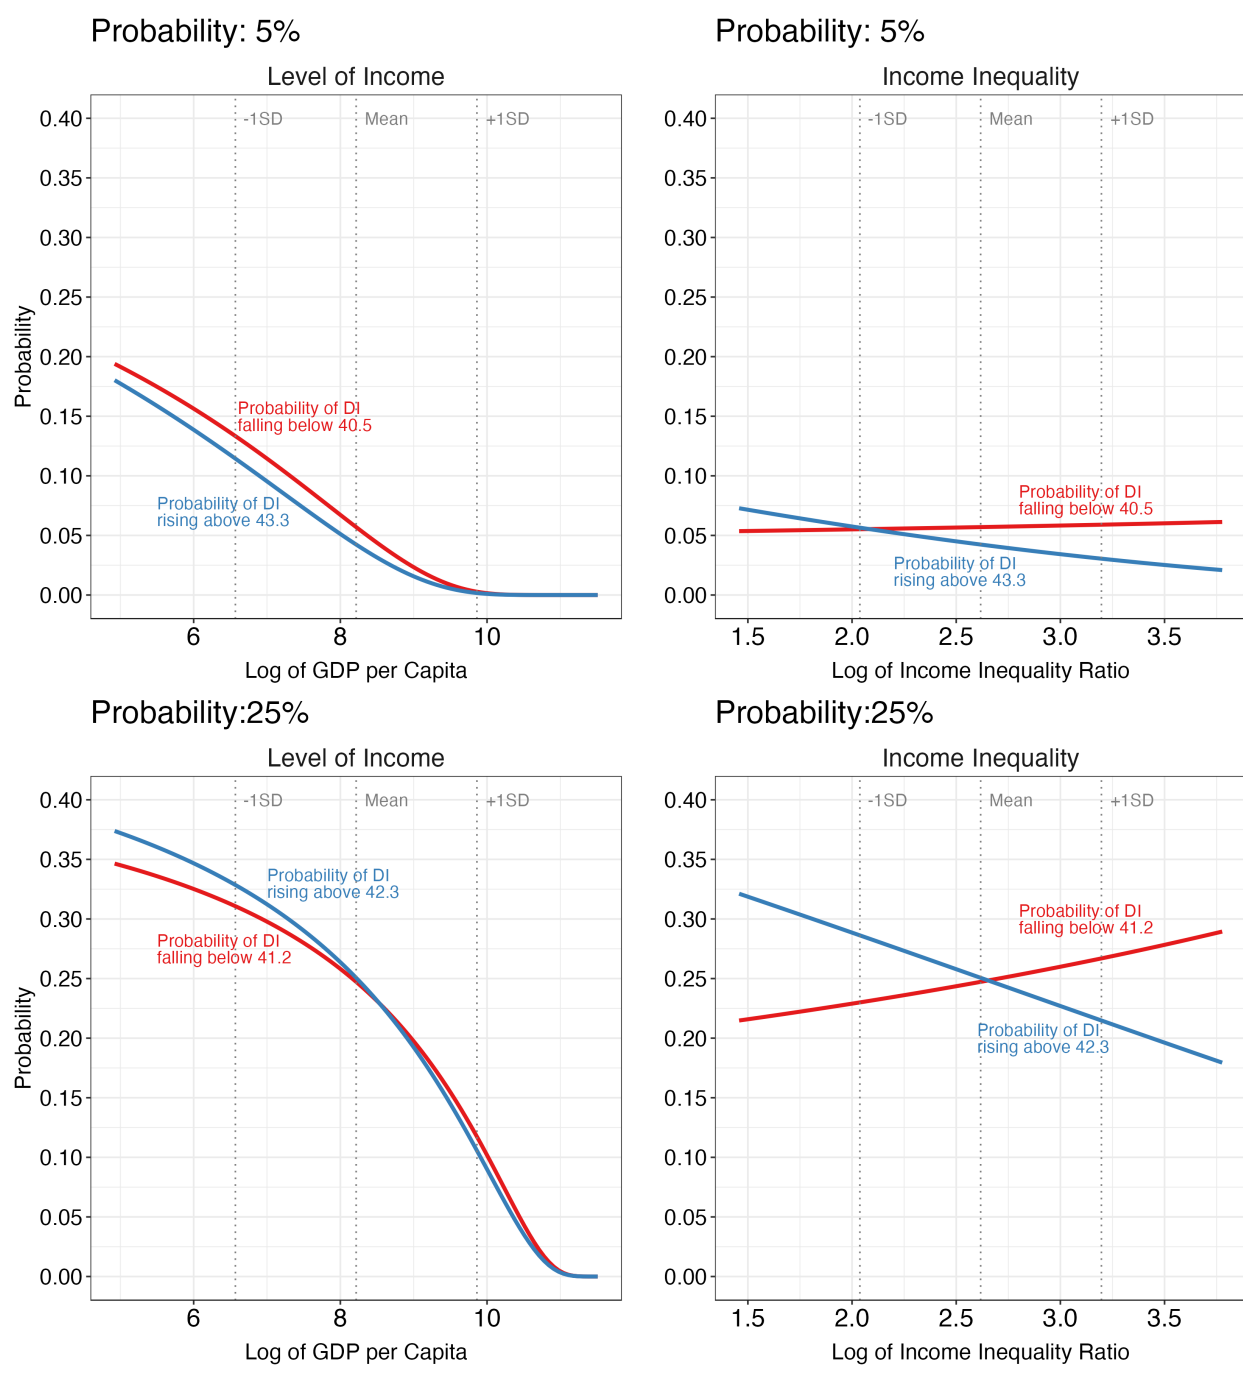 Probability: 5%
Level of Income
-1SD Mean +1SD
0.40
0.35
0.30
0.25
0.20
0.15
0.10
0.05
0.00
Probability
Probability of DI
falling below 40.5
Probability of DI
rising above 43.3
6 8 10
Log of GDP per Capita
Probability: 5%
Income Inequality
-1SD Mean +1SD
0.40
0.35
0.30
0.25
0.20
0.15
0.10
0.05
0.00
Probability of DI
falling below 40.5
Probability of DI
rising above 43.3
1.5 2.0 2.5 3.0 3.5
Log of Income Inequality Ratio
Probability:25%
Level of Income
-1SD Mean +1SD
0.40
0.35
0.30
0.25
0.20
0.15
0.10
0.05
0.00
Probability
Probability of DI
rising above 42.3
Probability of DI
falling below 41.2
6 8 10
Log of GDP per Capita
Probability:25%
Income Inequality
-1SD Mean +1SD
0.40
0.35
0.30
0.25
0.20
0.15
0.10
0.05
0.00
Probability of DI
falling below 41.2
Probability of DI
rising above 42.3
1.5 2.0 2.5 3.0 3.5
Log of Income Inequality Ratio